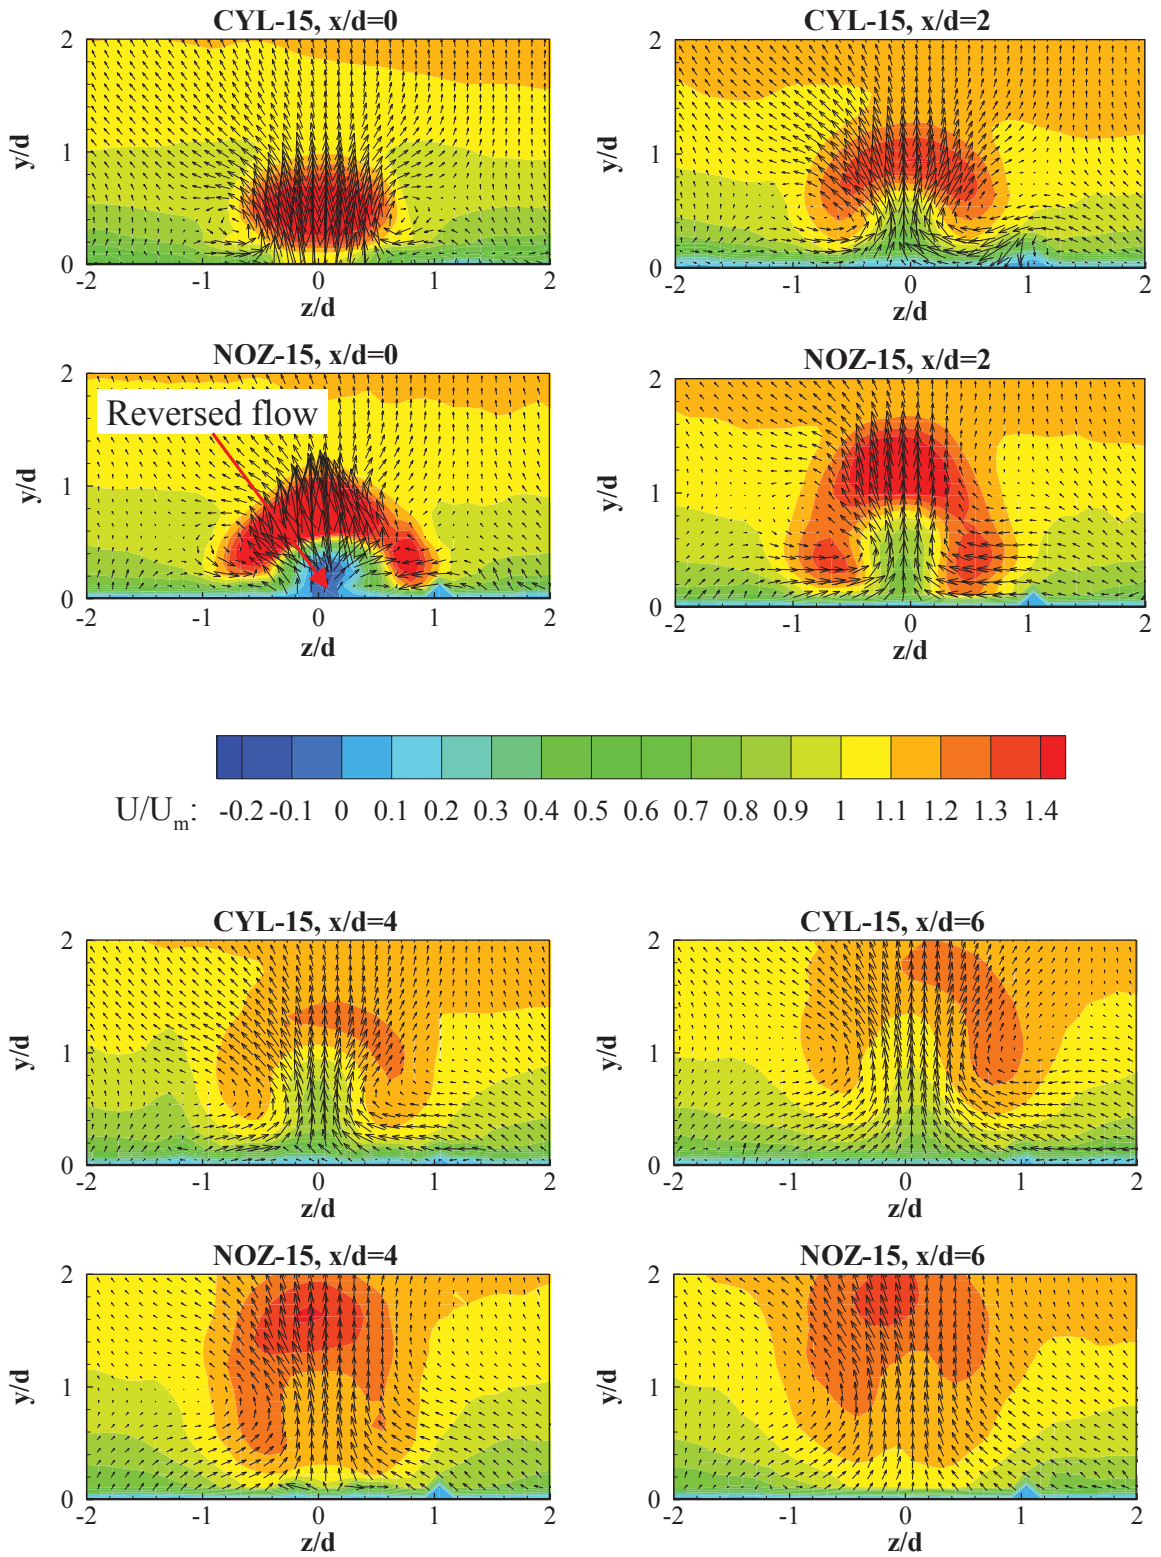 CYL-15, x/d=0 CYL-15, x/d=2
2 2
y/d 1 y/d 1
0 0
-2 -1 0 1 2 -2 -1 0 1 2
z/d z/d
NOZ-15, x/d=0 NOZ-15, x/d=2
2 2
Reversed flow
y/d 1 y/d 1
0 0
-2 -1 0 1 2 -2 -1 0 1 2
z/d z/d
U/Um: -0.2 -0.1 0 0.1 0.2 0.3 0.4 0.5 0.6 0.7 0.8 0.9 1 1.1 1.2 1.3 1.4
CYL-15, x/d=4 CYL-15, x/d=6
2 2
y/d 1 y/d 1
0 0
-2 -1 0 1 2 -2 -1 0 1 2
z/d z/d
NOZ-15, x/d=4 NOZ-15, x/d=6
2 2
y/d 1 y/d 1
0 0
-2 -1 0 1 2 -2 -1 0 1 2
z/d z/d